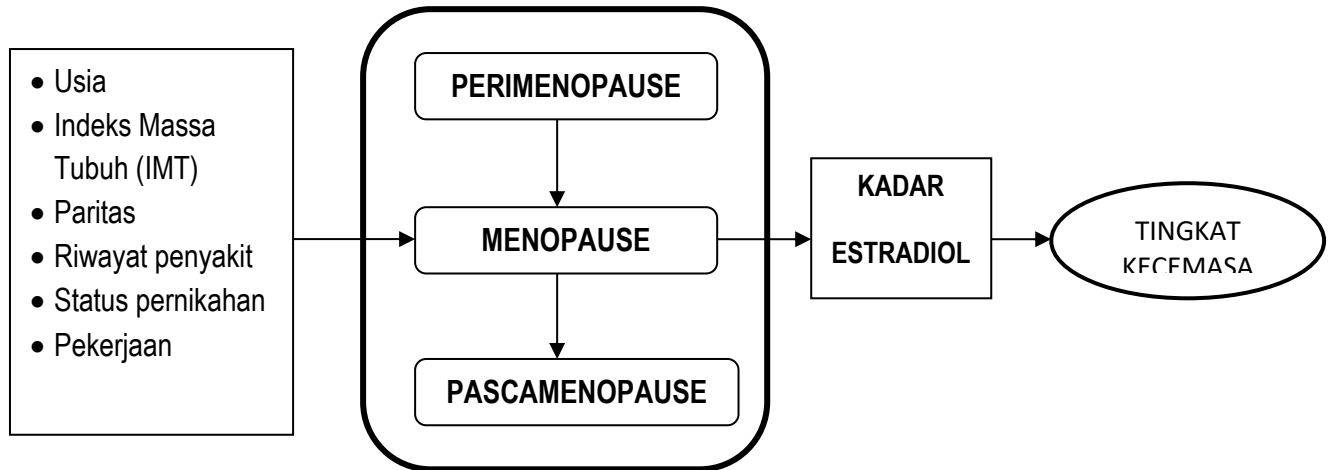 • Usia
• Indeks Massa
Tubuh (IMT)
• Paritas
• Riwayat penyakit
• Status pernikahan
• Pekerjaan
PERIMENOPAUSE
MENOPAUSE
PASCAMENOPAUSE
KADAR
ESTRADIOL
TINGKAT
KECEMASA